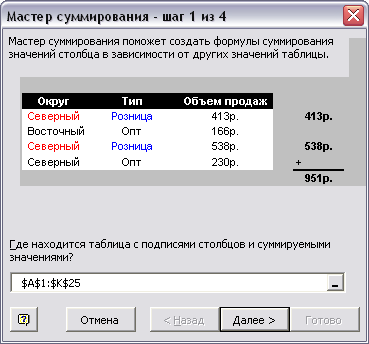 Мастер суммирования - шаг 1 из 4
Мастер суммирования поможет создать формулы суммирования
значений столбца в зависимости от других значений таблицы.
Округ Тип Объем продаж
Северный Розница 413р. 413р.
Восточный Опт 166р.
Северный Розница 538р. 538р.
Северный Опт 230р. +
951р.
Где находится таблица с подписями столбцов и суммируемыми
значениями?
$A$1:$K$25
Отмена < Назад Далее > Готово